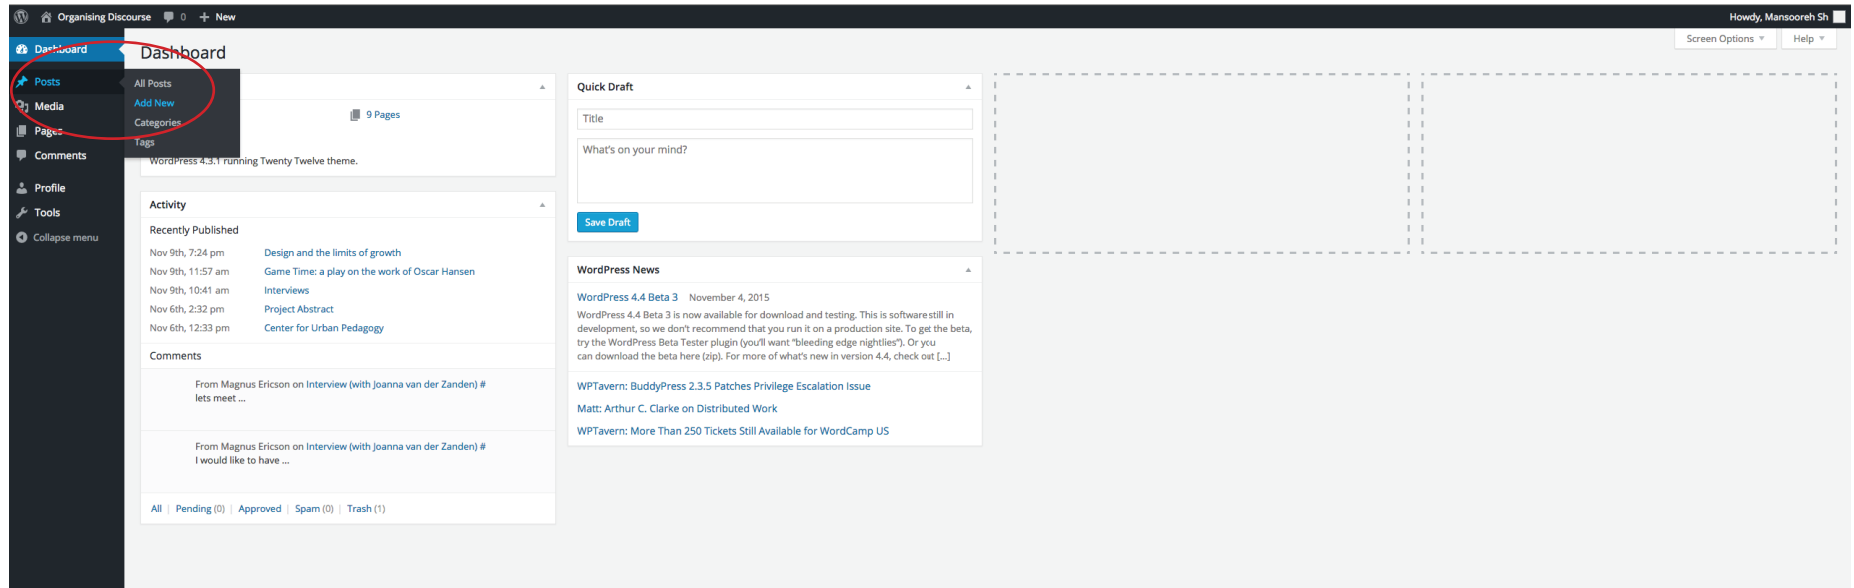 Organising Discourse 0 + New
Howdy, Mansooreh Sh
Dashboard
Posts
Media
Pages
Comments
Profile
Tools
Collapse menu
All Posts
Add New
Categories
Tags
Dashboard
Screen Options
Help
9 Pages
WordPress 4.3.1 running Twenty Twelve theme.
Activity
Recently Published
Nov 9th, 7:24 pm Design and the limits of growth
Nov 9th, 11:57 am Game Time: a play on the work of Oscar Hansen
Nov 9th, 10:41 am Interviews
Nov 6th, 2:32 pm Project Abstract
Nov 6th, 12:33 pm Center for Urban Pedagogy
Comments
From Magnus Ericson on Interview (with Joanna van der Zanden) #
lets meet ...
From Magnus Ericson on Interview (with Joanna van der Zanden) #
I would like to have ...
All | Pending (0) | Approved | Spam (0) | Trash (1)
Quick Draft
Title
What's on your mind?
Save Draft
WordPress News
WordPress 4.4 Beta 3 November 4, 2015
WordPress 4.4 Beta 3 is now available for download and testing. This is software still in
development, so we don't recommend that you run it on a production site. To get the beta,
try the WordPress Beta Tester plugin (you'll want "bleeding edge nightlies"). Or you
can download the beta here (zip). For more of what's new in version 4.4, check out [...]
WPTavern: BuddyPress 2.3.5 Patches Privilege Escalation Issue
Matt: Arthur C. Clarke on Distributed Work
WPTavern: More Than 250 Tickets Still Available for WordCamp US